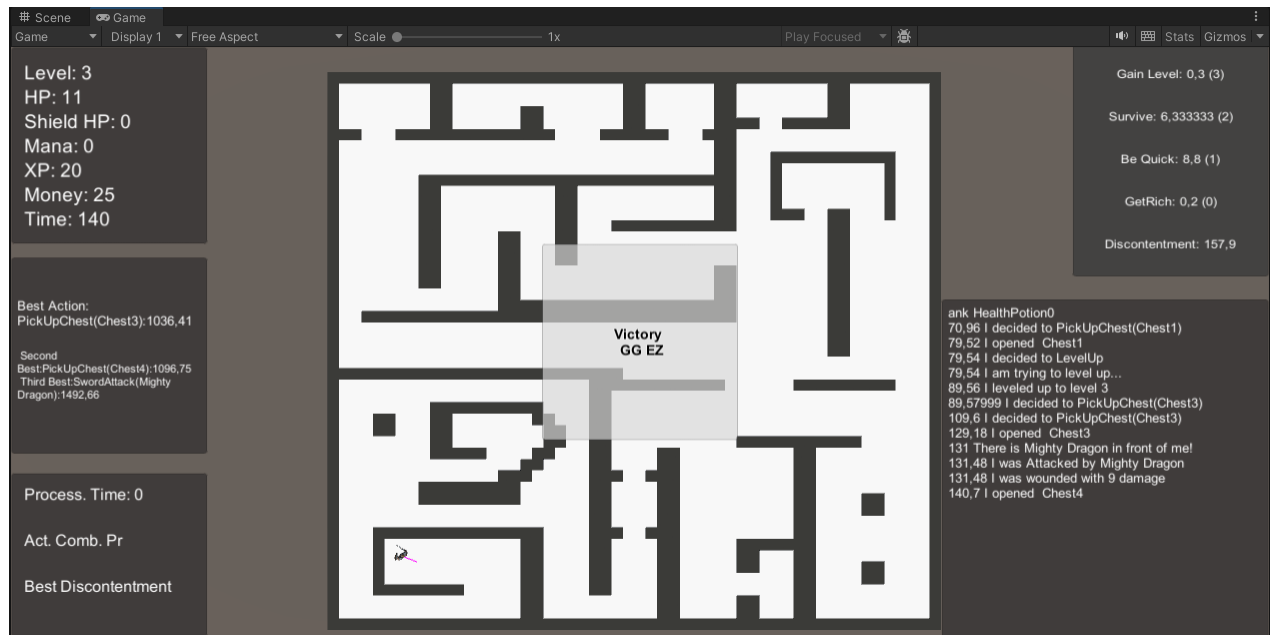 Scene Game
Game Display 1 Free Aspect Scale 1x Play Focused Stats Gizmos
Level: 3
HP: 11
Shield HP: 0
Mana: 0
XP: 20
Money: 25
Time: 140
Best Action:
PickUpChest(Chest3):1036,41
Second
Best:PickUpChest(Chest4):1096,75
Third Best:SwordAttack(Mighty
Dragon):1492,66
Process. Time: 0
Act. Comb. Pr
Best Discontentment
Victory
GG EZ
Gain Level: 0,3 (3)
Survive: 6,333333 (2)
Be Quick: 8,8 (1)
GetRich: 0,2 (0)
Discontentment: 157,9
ank HealthPotion0
70,96 I decided to PickUpChest(Chest1)
79,52 I opened  Chest1
79,54 I decided to LevelUp
79,54 I am trying to level up...
89,56 I leveled up to level 3
89,57999 I decided to PickUpChest(Chest3)
109,6 I decided to PickUpChest(Chest3)
129,18 I opened  Chest3
131 There is Mighty Dragon in front of me!
131,48 I was Attacked by Mighty Dragon
131,48 I was wounded with 9 damage
140,7 I opened  Chest4